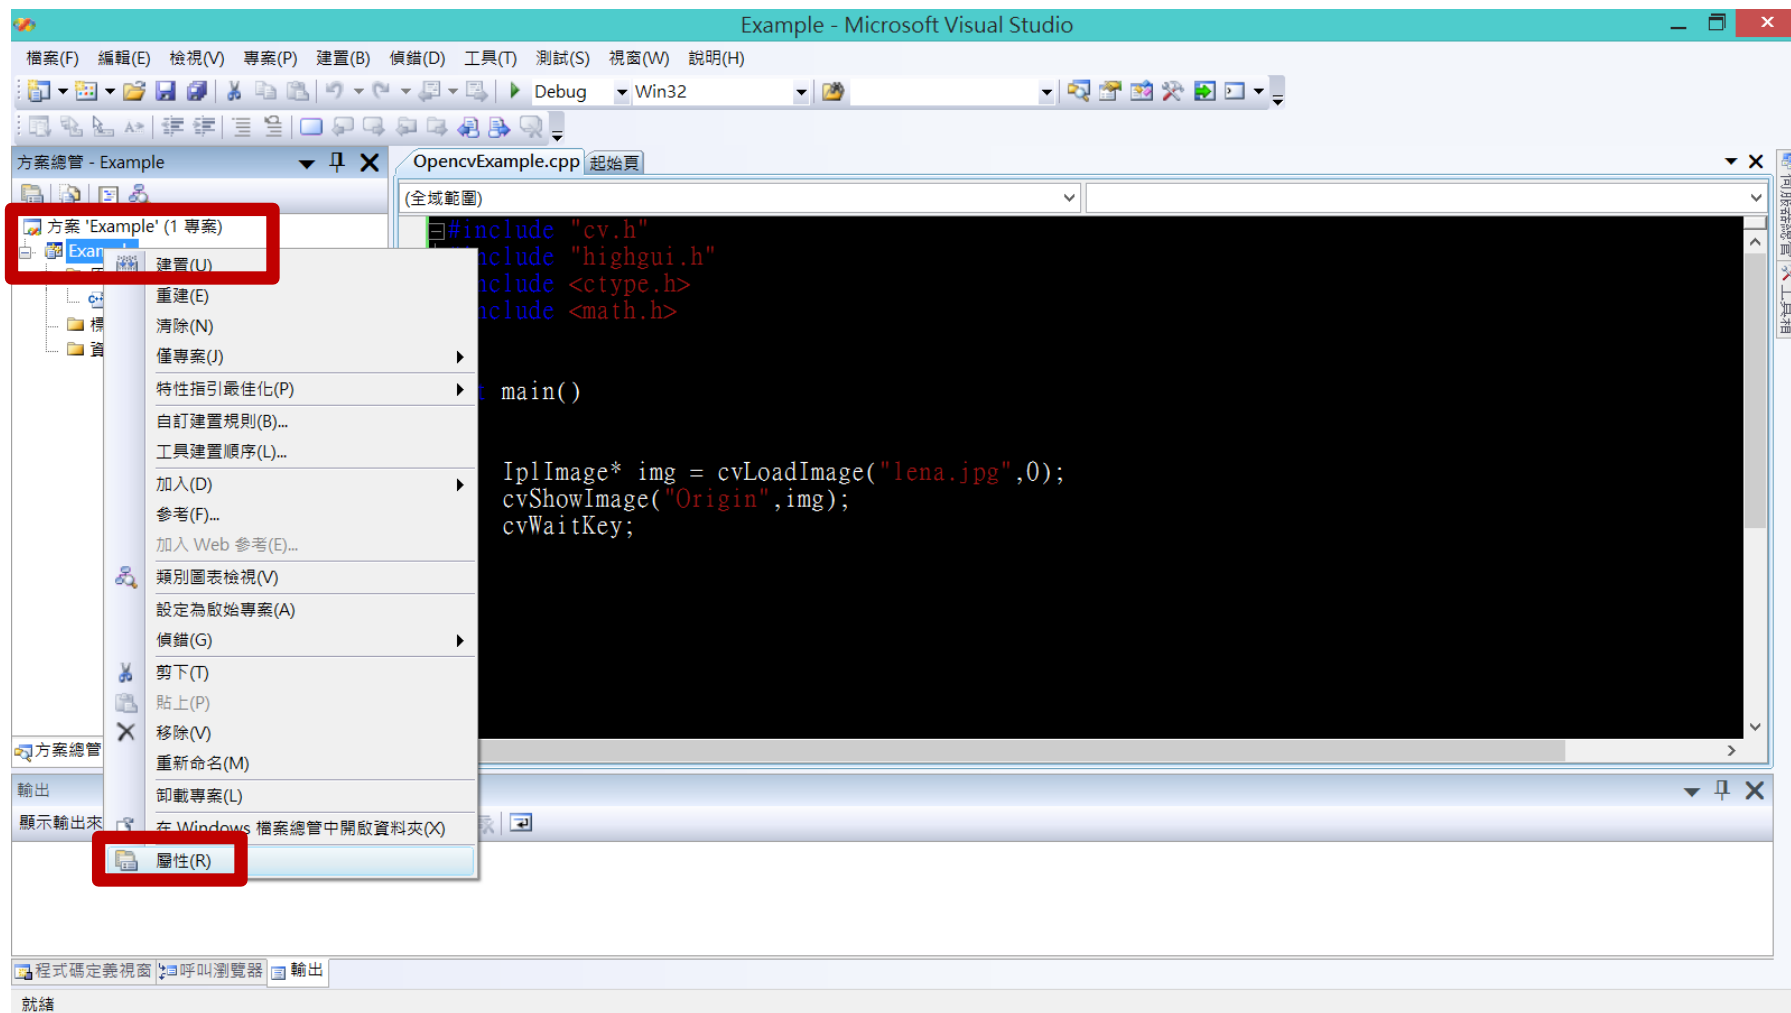 Example - Microsoft Visual Studio
檔案(F) 編輯(E) 檢視(V) 專案(P) 建置(B) 偵錯(D) 工具(T) 測試(S) 視窗(W) 說明(H)
Debug Win32
方案總管 - Example
OpencvExample.cpp 起始頁
(全域範圍)
方案 'Example' (1 專案)
建置(U)
重建(E)
清除(N)
僅專案(J)
特性指引最佳化(P)
自訂建置規則(B)...
工具建置順序(L)...
加入(D)
參考(F)...
加入 Web 參考(E)...
類別圖表檢視(V)
設定為啟始專案(A)
偵錯(G)
剪下(T)
貼上(P)
移除(V)
重新命名(M)
卸載專案(L)
在 Windows 檔案總管中開啟資料夾(X)
屬性(R)
#include "cv.h"
"highgui.h"
<ctype.h>
<math.h>
main()
IplImage* img = cvLoadImage("lena.jpg",0);
cvShowImage("Origin",img);
cvWaitKey;
伺服器總管
工具箱
方案總管
輸出
顯示輸出來
程式碼定義視窗 呼叫瀏覽器 輸出
就緒